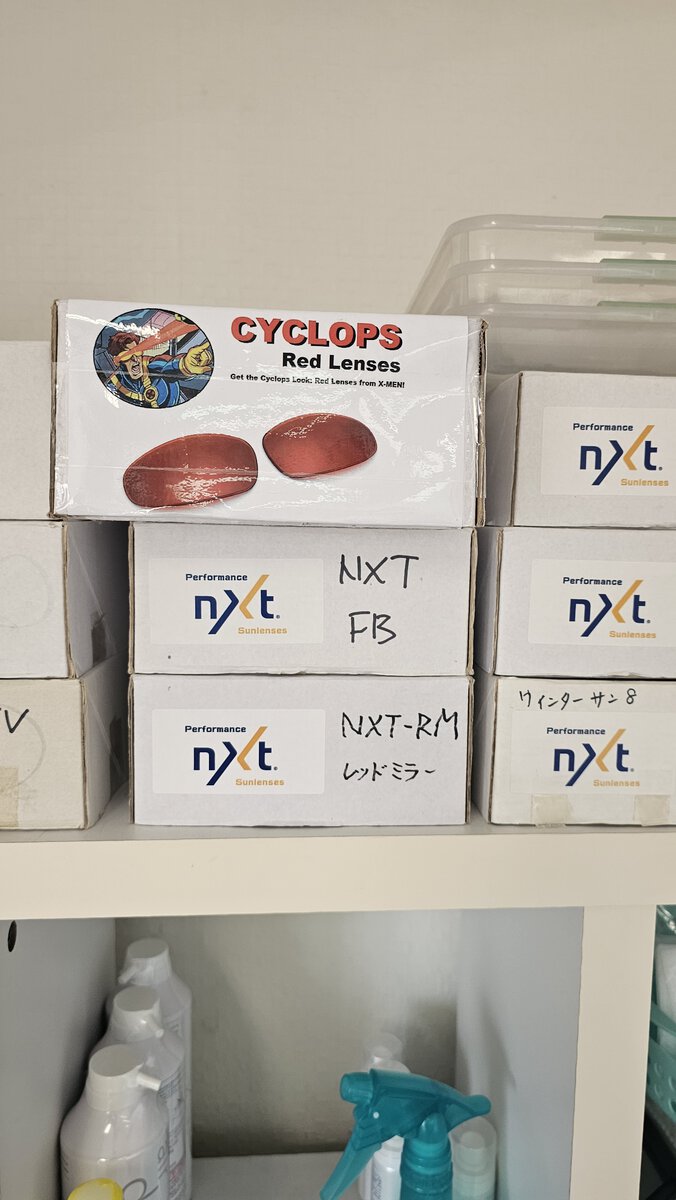 CYCLOPS
Red Lenses
Get the Cyclops Look: Red Lenses from X-MEN!
Performance
nxt.
Sunlenses
Performance
nxt®
Sunlenses
NXT
FB
Performance
nxt.
Sunlenses
V
Performance
nxt®
Sunlenses
NXT-RM
レッドミラー
ウィンターサン8
Performance
nxt.
Sunlenses